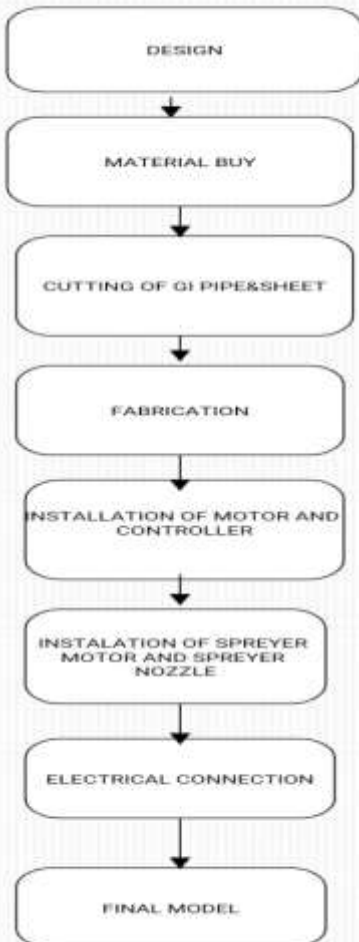 DESIGN
MATERIAL BUY
CUTTING OF GI PIPE&SHEET
FABRICATION
INSTALLATION OF MOTOR AND
CONTROLLER
INSTALATION OF SPREYER
MOTOR AND SPREYER
NOZZLE
ELECTRICAL CONNECTION
FINAL MODEL